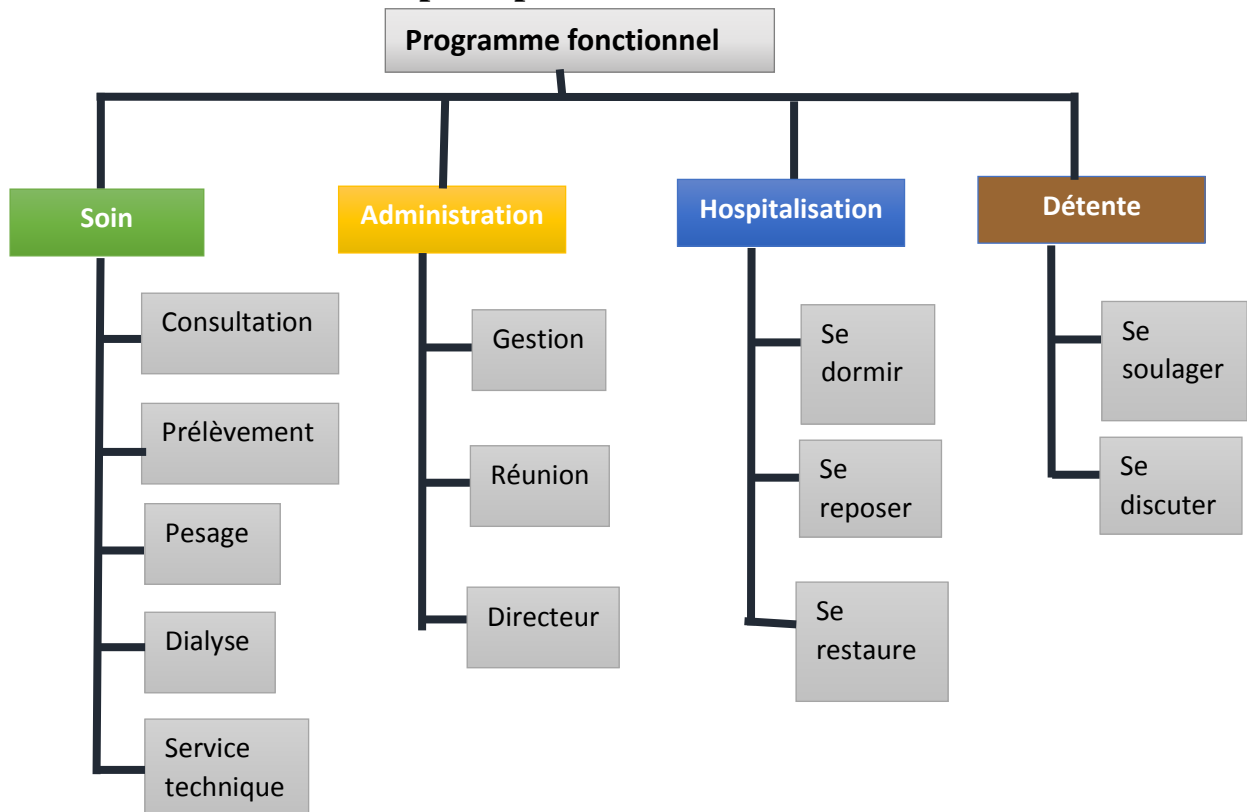 Programme fonctionnel
Soin
Administration
Hospitalisation
Détente
Consultation
Prélèvement
Pesage
Dialyse
Service
technique
Gestion
Réunion
Directeur
Se
dormir
Se
reposer
Se
restaure
Se
soulager
Se
discuter